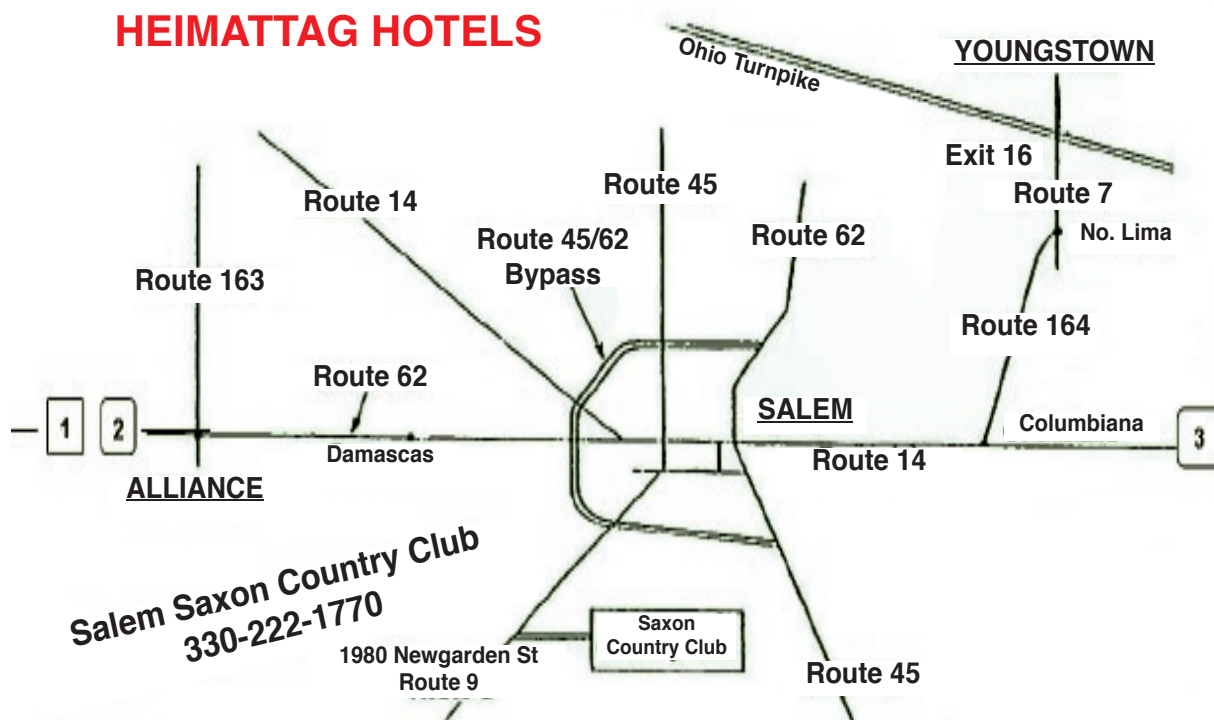 HEIMATTAG HOTELS
Ohio Turnpike
YOUNGSTOWN
Exit 16
Route 7
No. Lima
Route 14
Route 45
Route 45/62
Bypass
Route 62
Route 163
Route 164
Route 62
1
2
Damascas
SALEM
Columbiana
3
Route 14
ALLIANCE
Salem Saxon Country Club
330-222-1770
1980 Newgarden St
Route 9
Saxon
Country Club
Route 45